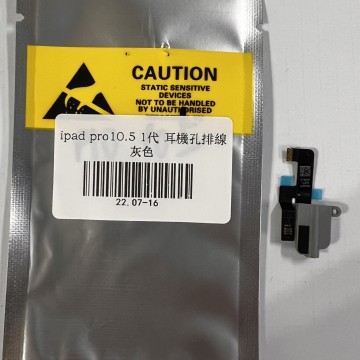 CAUTION
STATIC SENSITIVE
DEVICES
NOT TO BE HANDLED
BY UNAUTHORISED
ipad pro10.5 1代 耳機孔排線
灰色
22.07-16